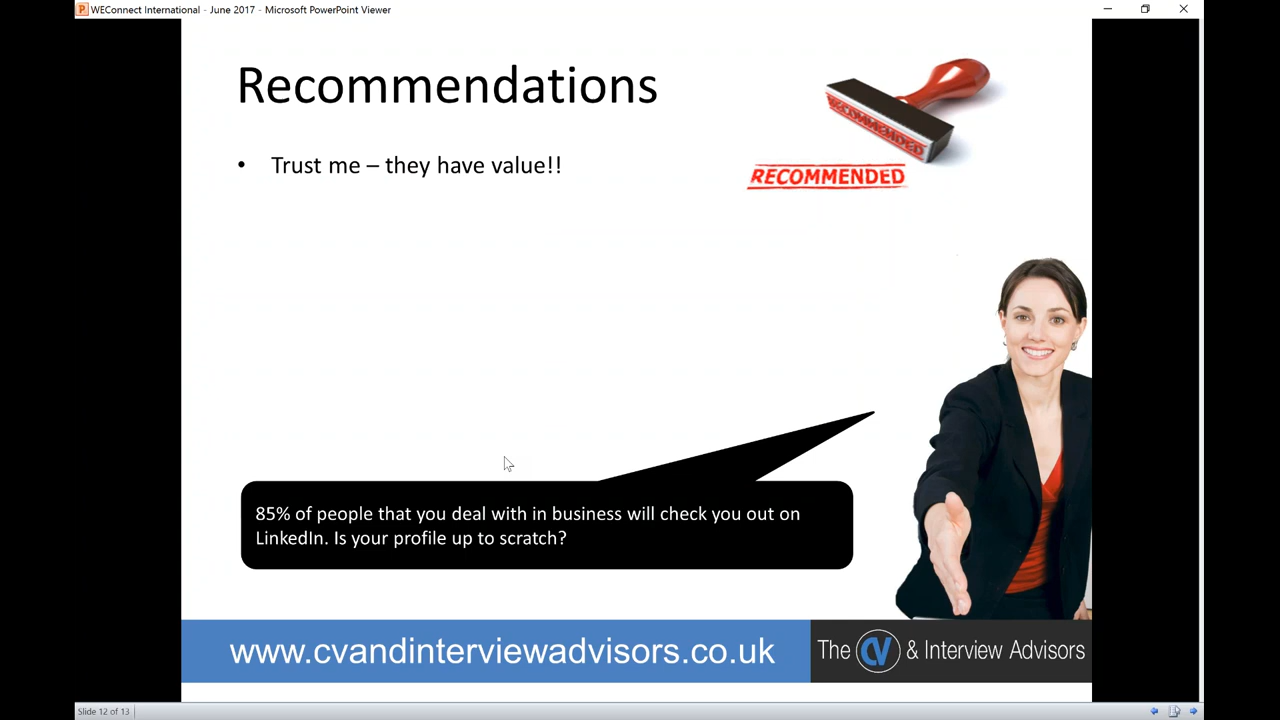 WEConnect International - June 2017 - Microsoft PowerPoint Viewer
Recommendations
RECOMMENDED
RECOMMENDED
• Trust me – they have value!!
85% of people that you deal with in business will check you out on
LinkedIn. Is your profile up to scratch?
www.cvandinterviewadvisors.co.uk
The CV & Interview Advisors
Slide 12 of 13